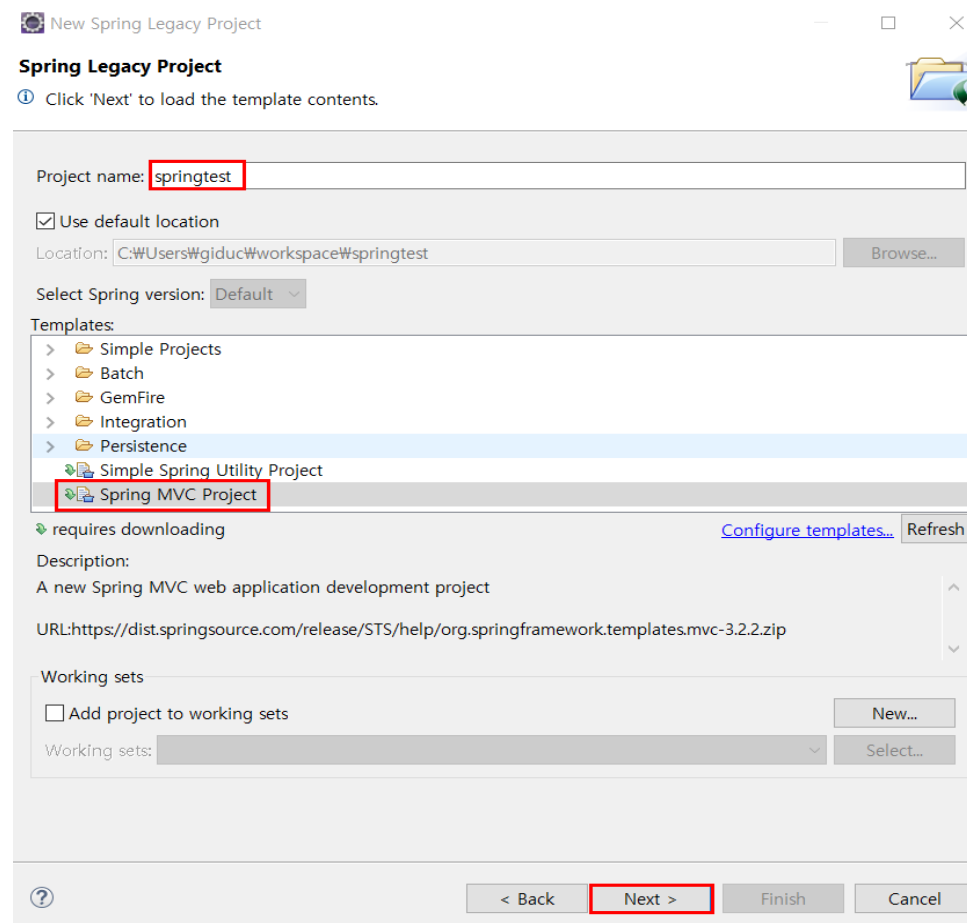 New Spring Legacy Project
Spring Legacy Project
Click 'Next' to load the template contents.
Project name: springtest
Use default location
Location: C:₩Users₩giduc₩workspace₩springtest Browse...
Select Spring version: Default
Templates:
Simple Projects
Batch
GemFire
Integration
Persistence
Simple Spring Utility Project
Spring MVC Project
requires downloading Configure templates... Refresh
Description:
A new Spring MVC web application development project
URL:https://dist.springsource.com/release/STS/help/org.springframework.templates.mvc-3.2.2.zip
Working sets
Add project to working sets New...
Working sets: Select...
? < Back Next > Finish Cancel